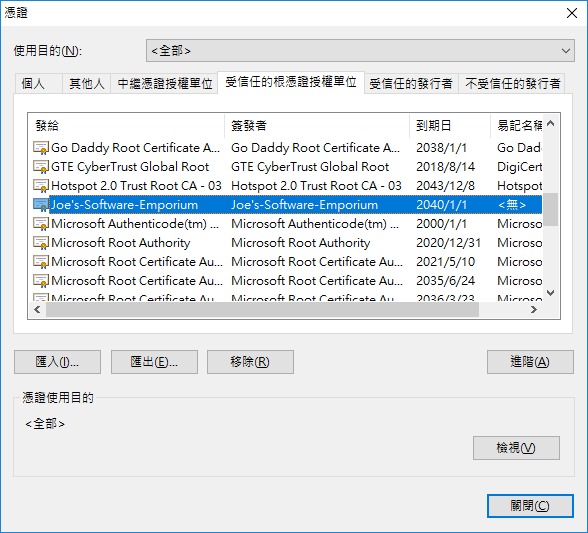 憑證
使用目的(N): <全部>
個人 其他人 中繼憑證授權單位 受信任的根憑證授權單位 受信任的發行者 不受信任的發行者
發給 簽發者 到期日 易記名稱
Go Daddy Root Certificate A... Go Daddy Root Certificate A... 2038/1/1 Go Dad
GTE CyberTrust Global Root GTE CyberTrust Global Root 2018/8/14 DigiCert
Hotspot 2.0 Trust Root CA - 03 Hotspot 2.0 Trust Root CA - 03 2043/12/8 Hotspot
Joe's-Software-Emporium Joe's-Software-Emporium 2040/1/1 <無>
Microsoft Authenticode(tm) ... Microsoft Authenticode(tm) ... 2000/1/1 Microso
Microsoft Root Authority Microsoft Root Authority 2020/12/31 Microso
Microsoft Root Certificate Au... Microsoft Root Certificate Au... 2021/5/10 Microso
Microsoft Root Certificate Au... Microsoft Root Certificate Au... 2035/6/24 Microso
Microsoft Root Certificate Au... Microsoft Root Certificate Au... 2036/3/23 Microso
匯入(I)... 匯出(E)... 移除(R) 進階(A)
憑證使用目的
<全部>
檢視(V)
關閉(C)